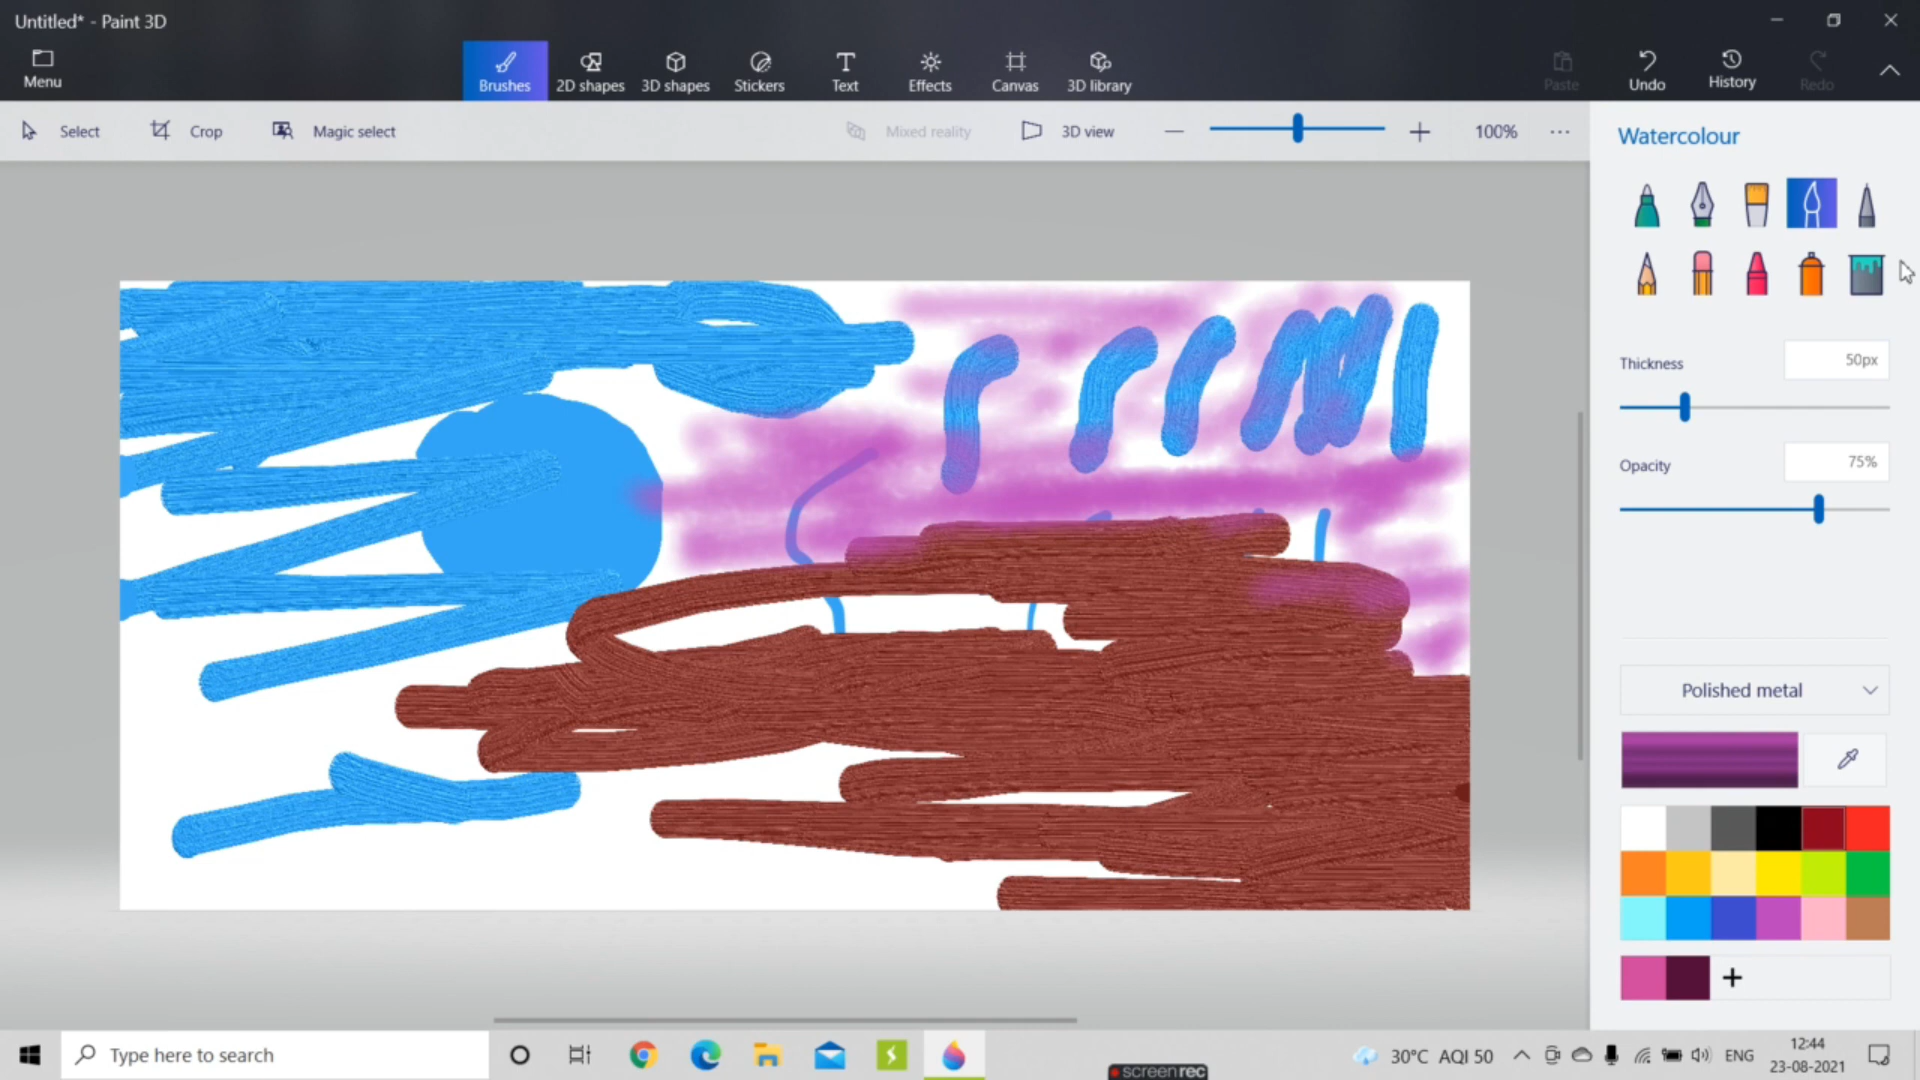 Untitled* - Paint 3D
Menu
Brushes
2D shapes
3D shapes
Stickers
Text
Effects
Canvas
3D library
Paste
Undo
History
Redo
Select
Crop
Magic select
Mixed reality
3D view
100%
Watercolour
Thickness
50px
Opacity
75%
Polished metal
Type here to search
screenrec
30°C AQI 50
ENG
12:44
23-08-2021